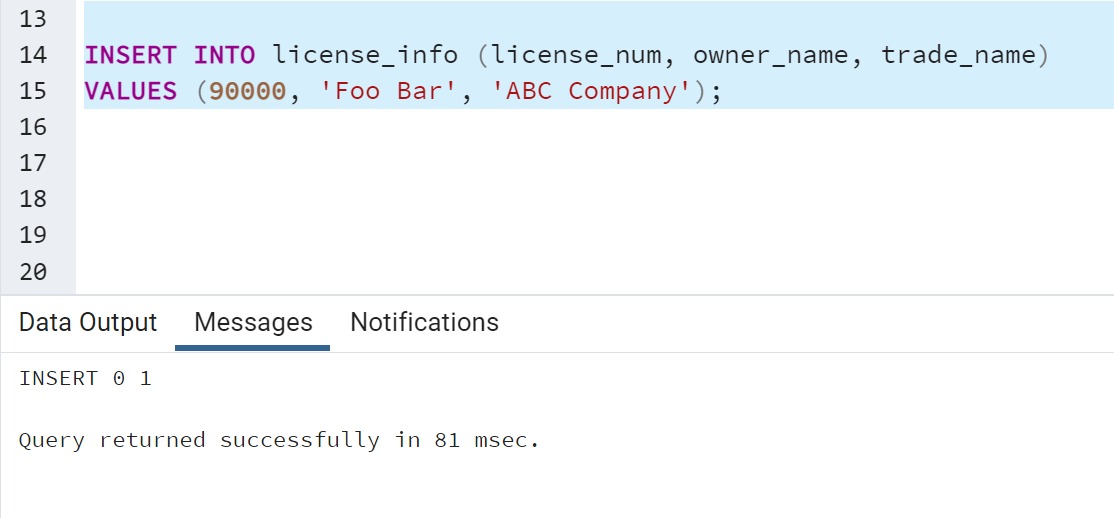 13
14 INSERT INTO license_info (license_num, owner_name, trade_name)
15 VALUES (90000, 'Foo Bar', 'ABC Company');
16
17
18
19
20
Data Output Messages Notifications
INSERT 0 1
Query returned successfully in 81 msec.